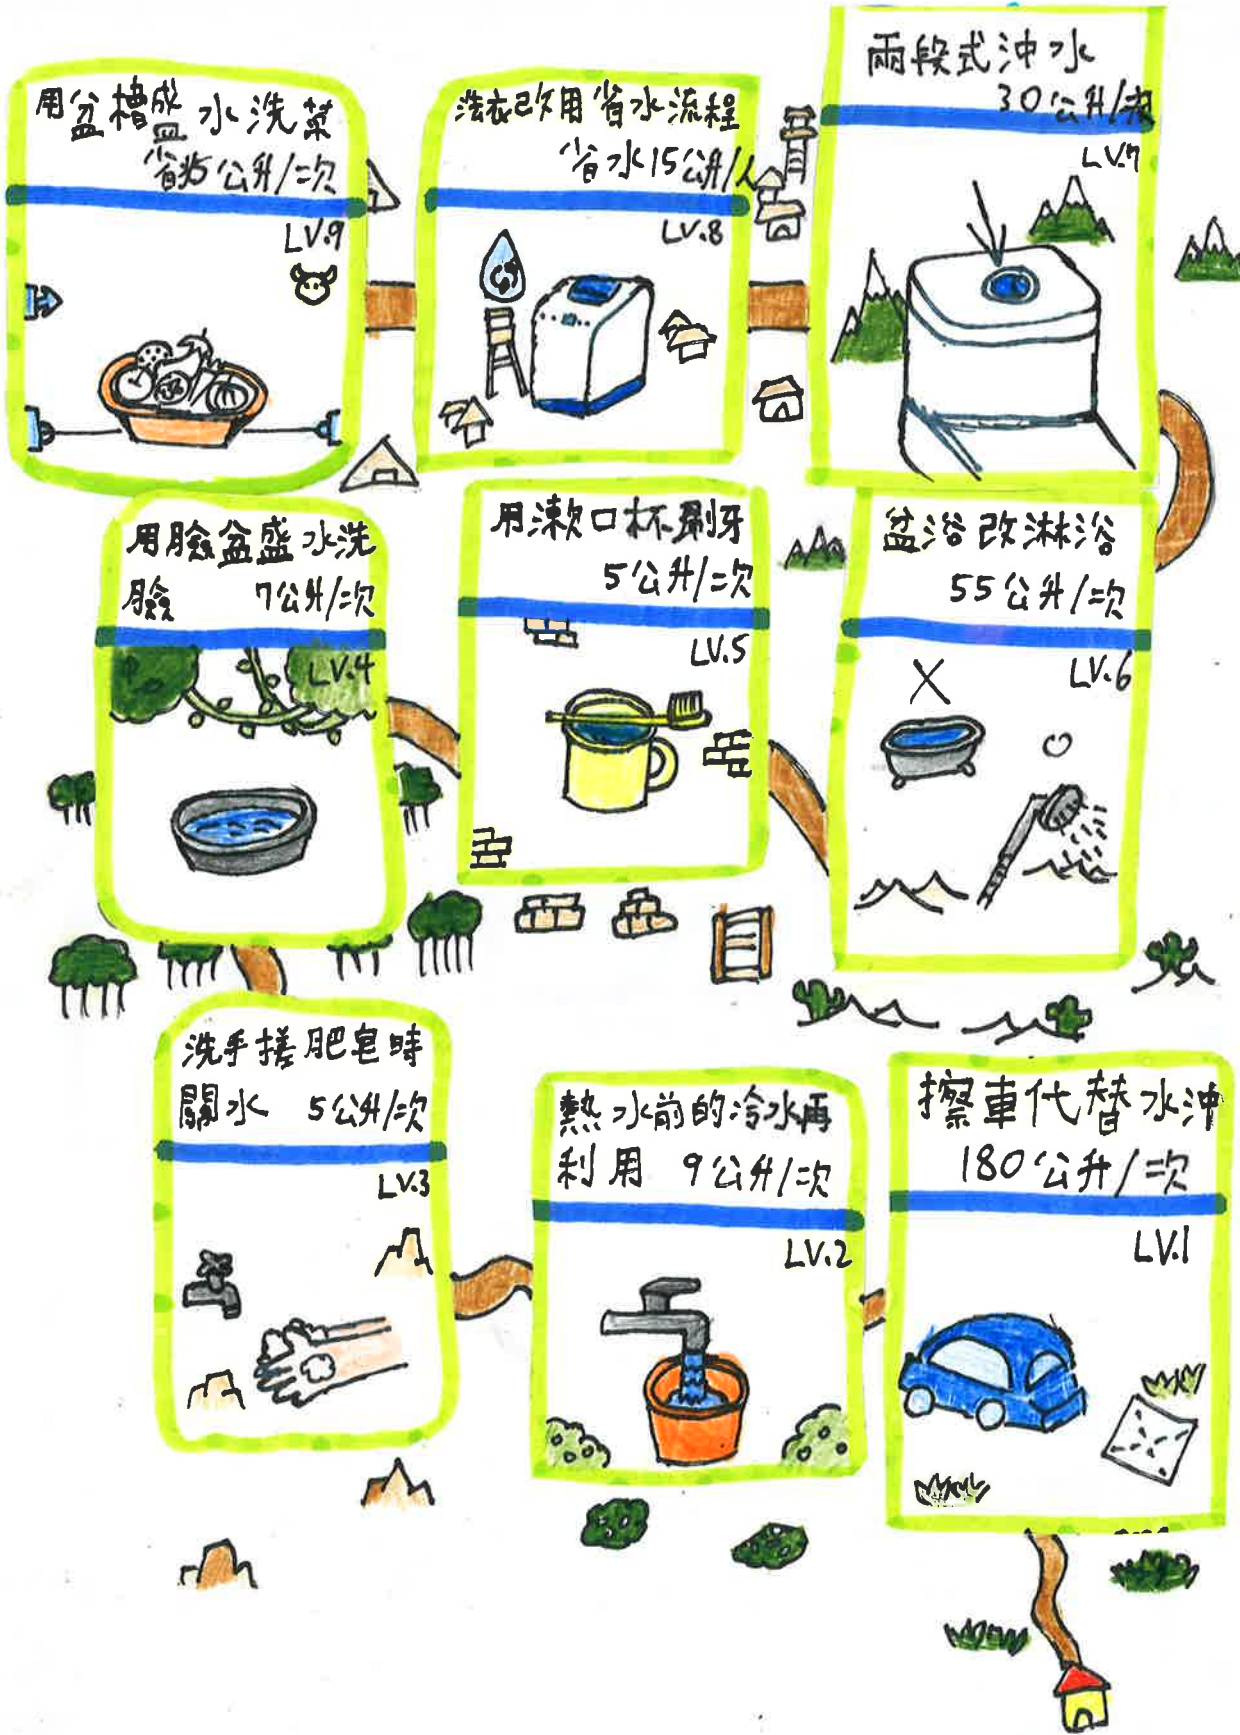 用盆槽盛水洗菜
省35公升/次
LV.9
洗衣改用省水流程
省水15公升/人
LV.8
兩段式沖水
30公升/次
LV.7
用臉盆盛水洗
臉 7公升/次
LV.4
用漱口杯刷牙
5公升/次
LV.5
盆浴改淋浴
55公升/次
LV.6
洗手搓肥皂時
關水 5公升/次
LV.3
熱水前的冷水再
利用 9公升/次
LV.2
擦車代替水沖
180公升/次
LV.1